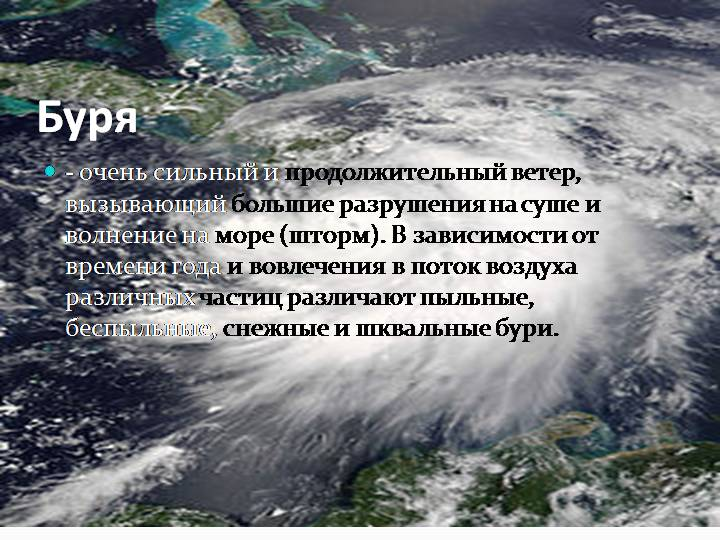 Буря
- очень сильный и продолжительный ветер,
вызывающий большие разрушения на суше и
волнение на море (шторм). В зависимости от
времени года и вовлечения в поток воздуха
различных частиц различают пыльные,
беспыльные, снежные и шквальные бури.